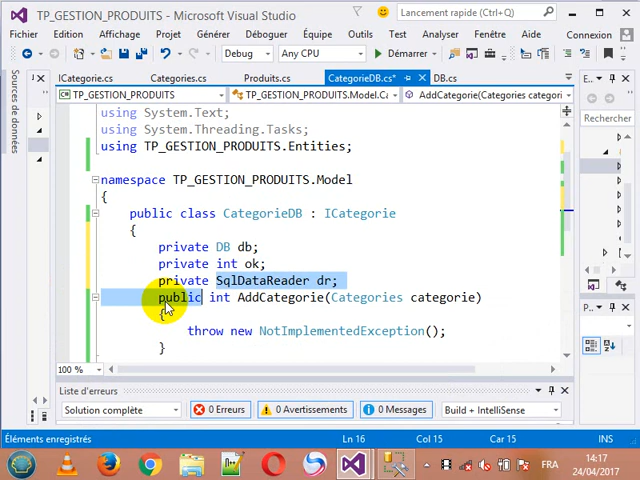 TP_GESTION_PRODUITS - Microsoft Visual Studio
Lancement rapide (Ctrl+Q)
Fichier Edition Affichage Projet Générer Déboguer Équipe Outils Architecture Test Analyser
Connexion
Debug Any CPU Démarrer
Sources de données
ICategorie.cs Categories.cs Produits.cs CategorieDB.cs* DB.cs
TP_GESTION_PRODUITS TP_GESTION_PRODUITS.Model.Ca AddCategorie(Categories categori
using System.Text;
using System.Threading.Tasks;
using TP_GESTION_PRODUITS.Entities;
namespace TP_GESTION_PRODUITS.Model
{
public class CategorieDB : ICategorie
{
private DB db;
private int ok;
private SqlDataReader dr;
public int AddCategorie(Categories categorie)
{
throw new NotImplementedException();
}
100 %
E...
Recherher
P...
Liste d'erreurs
Solution complète 0 Erreurs 0 Avertissements 0 Messages Build + IntelliSense
Éléments enregistrés Ln 16 Col 15 Car 15 INS
FRA
14:17
24/04/2017